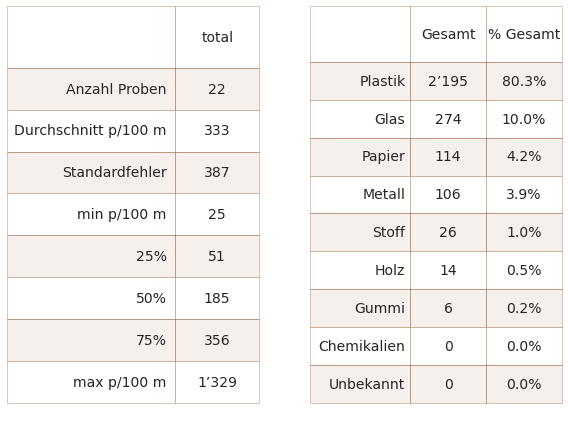 total
Anzahl Proben 22
Durchschnitt p/100 m 333
Standardfehler 387
min p/100 m 25
25% 51
50% 185
75% 356
max p/100 m 1’329
Gesamt % Gesamt
Plastik 2’195 80.3%
Glas 274 10.0%
Papier 114 4.2%
Metall 106 3.9%
Stoff 26 1.0%
Holz 14 0.5%
Gummi 6 0.2%
Chemikalien 0 0.0%
Unbekannt 0 0.0%